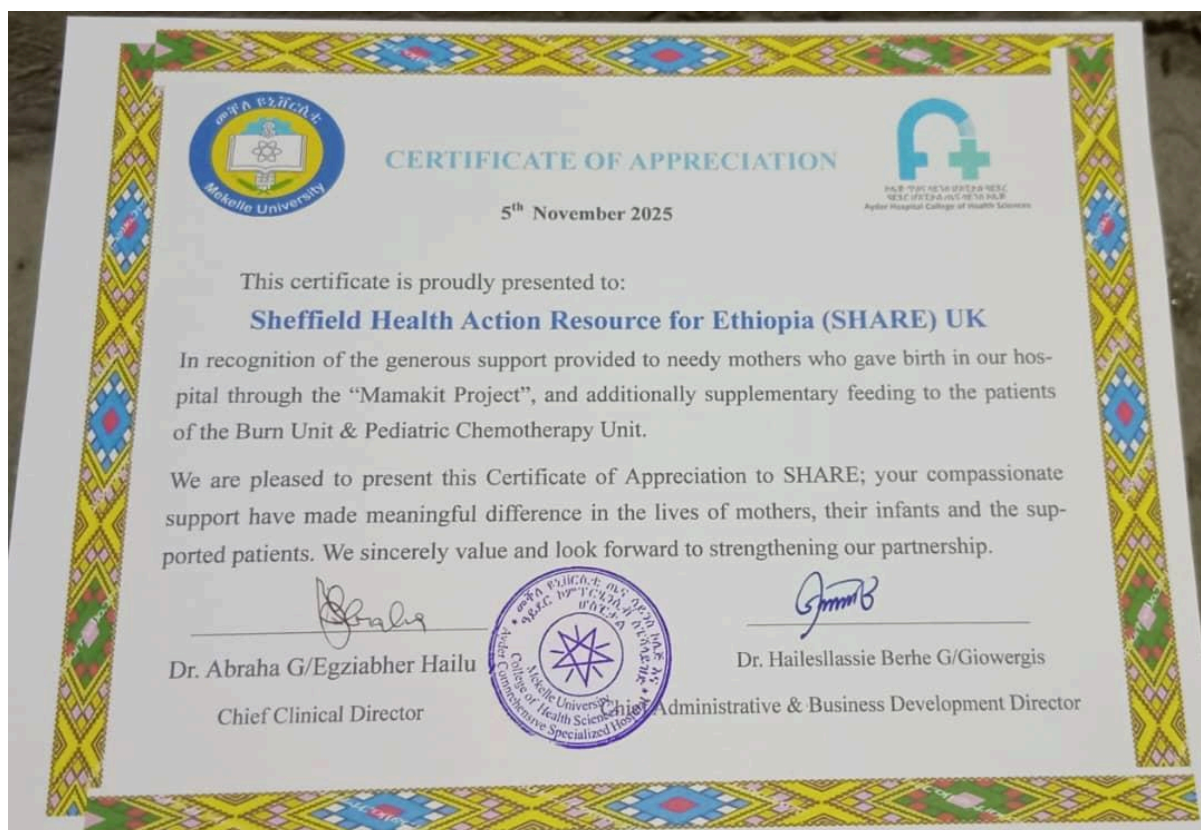 መቐለ ዩኒቨርሲቲ
Mekelle University
CERTIFICATE OF APPRECIATION
5th November 2025
Ayder Hospital College of Health Sciences
This certificate is proudly presented to:
Sheffield Health Action Resource for Ethiopia (SHARE) UK
In recognition of the generous support provided to needy mothers who gave birth in our hos-
pital through the “Mamakit Project”, and additionally supplementary feeding to the patients
of the Burn Unit & Pediatric Chemotherapy Unit.
We are pleased to present this Certificate of Appreciation to SHARE; your compassionate
support have made meaningful difference in the lives of mothers, their infants and the sup-
ported patients. We sincerely value and look forward to strengthening our partnership.
Dr. Abraha G/Egziabher Hailu
Chief Clinical Director
Dr. Hailesllassie Berhe G/Giowergis
Chief Administrative & Business Development Director
Mekelle University
College of Health Sciences
Ayder Comprehensive Specialized Hospital